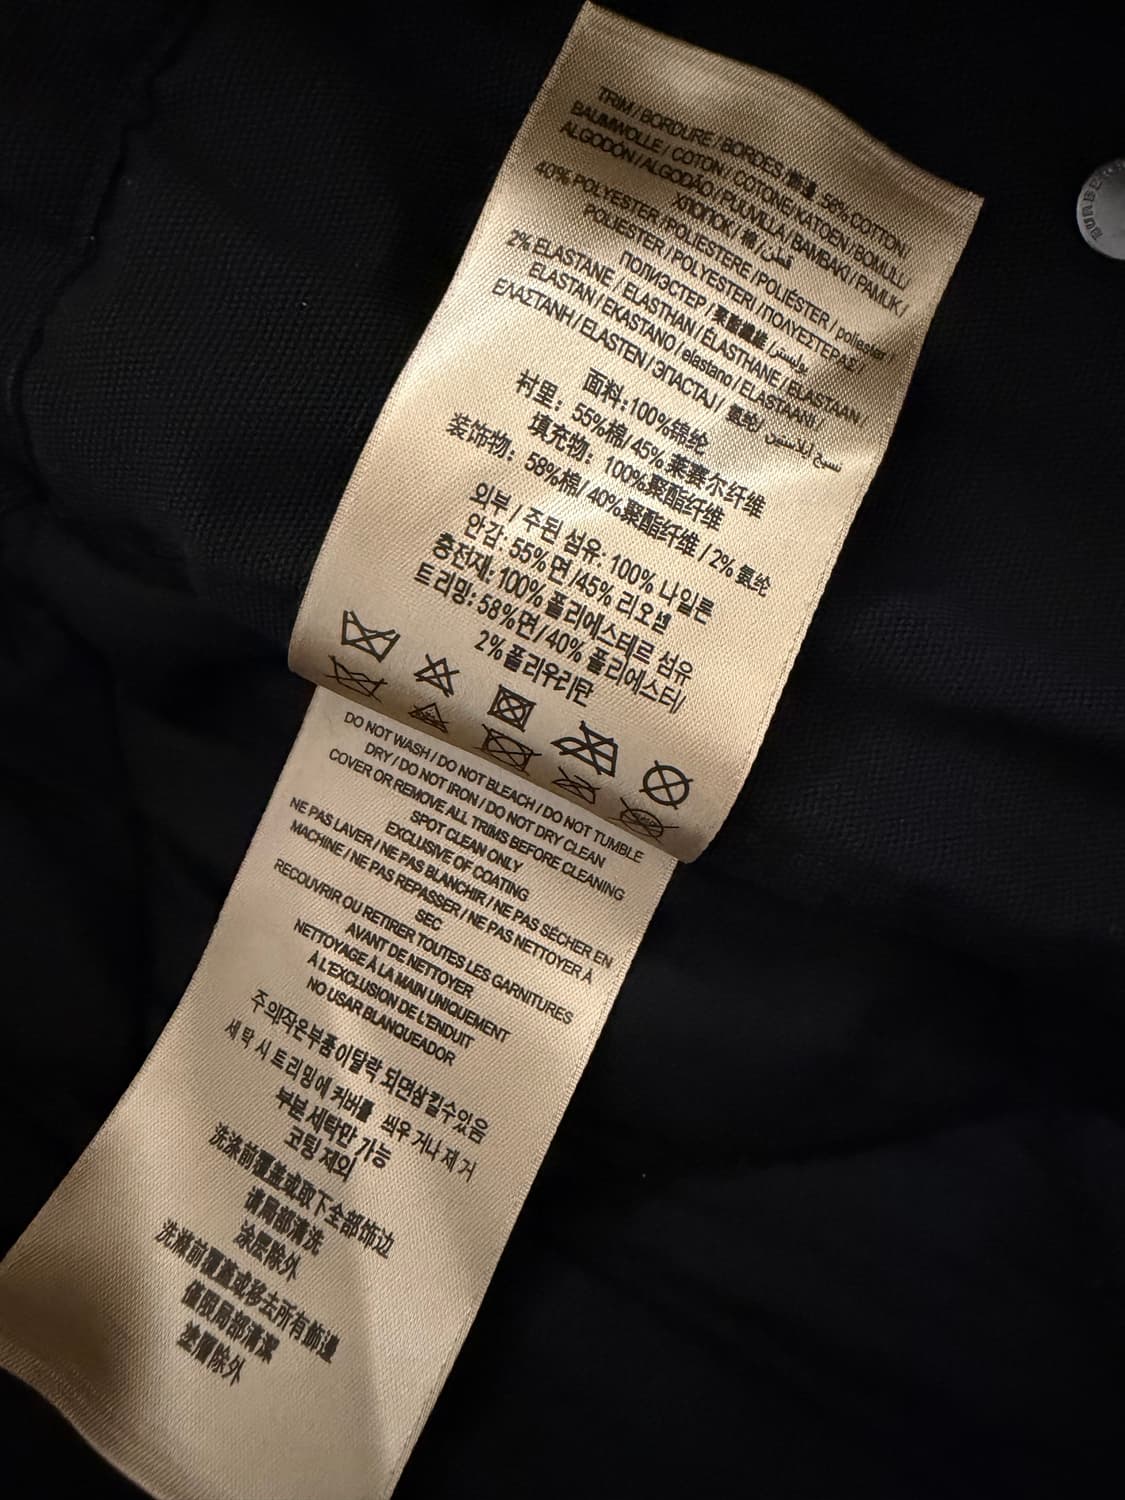 TRIM / BORDURE / BORDES / 飾邊 58% COTTON /
BAUMWOLLE / COTON / COTONE / KATOEN / BOMULL /
ALGODÓN / ALGODÃO / PUUVILLA / BAMBAKI / PAMUK /
ХЛОПОК / 棉 / قطن
40% POLYESTER / POLIESTERE / POLIÉSTER / poliester /
POLIESTER / POLYESTERI / ΠΟΛΥΕΣΤΕΡΑΣ /
ПОЛИЭСТЕР / 聚酯纖維 / بوليستر
2% ELASTANE / ELASTHAN / ÉLASTHANE / ELASTAAN /
ELASTAN / EKASTANO / elastano / ELASTAANI /
ΕΛΑΣΤΑΝΗ / ELASTEN / ЭΠACTAJ / 氨纶 / نسيج إيلاستين
面料:100%锦纶
衬里: 55%棉/45% 莱赛尔纤维
填充物: 100%聚酯纤维
装饰物: 58%棉/ 40%聚酯纤维 / 2% 氨纶
외부 / 주된 섬유: 100% 나일론
안감: 55%면 /45% 리오셀
충전재: 100% 폴리에스테르 섬유
트리밍: 58%면 / 40% 폴리에스터/
2% 폴리우리탄
DO NOT WASH / DO NOT BLEACH / DO NOT TUMBLE
DRY / DO NOT IRON / DO NOT DRY CLEAN
COVER OR REMOVE ALL TRIMS BEFORE CLEANING
SPOT CLEAN ONLY
EXCLUSIVE OF COATING
NE PAS LAVER / NE PAS BLANCHIR / NE PAS SÉCHER EN
MACHINE / NE PAS REPASSER / NE PAS NETTOYER À
SEC
RECOUVRIR OU RETIRER TOUTES LES GARNITURES
AVANT DE NETTOYER
NETTOYAGE À LA MAIN UNIQUEMENT
À L'EXCLUSION DE L'ENDUIT
NO USAR BLANQUEADOR
주의작은부품이탈락 되면삼킬수있음
세탁 시 트리밍에 커버를 씌우 거나 제 거
부분 세탁만 가능
코팅 제외
洗涤前覆盖或取下全部饰边
请局部清洗
涂层除外
洗滌前覆蓋或移去所有飾邊
僅限局部清潔
塗層除外